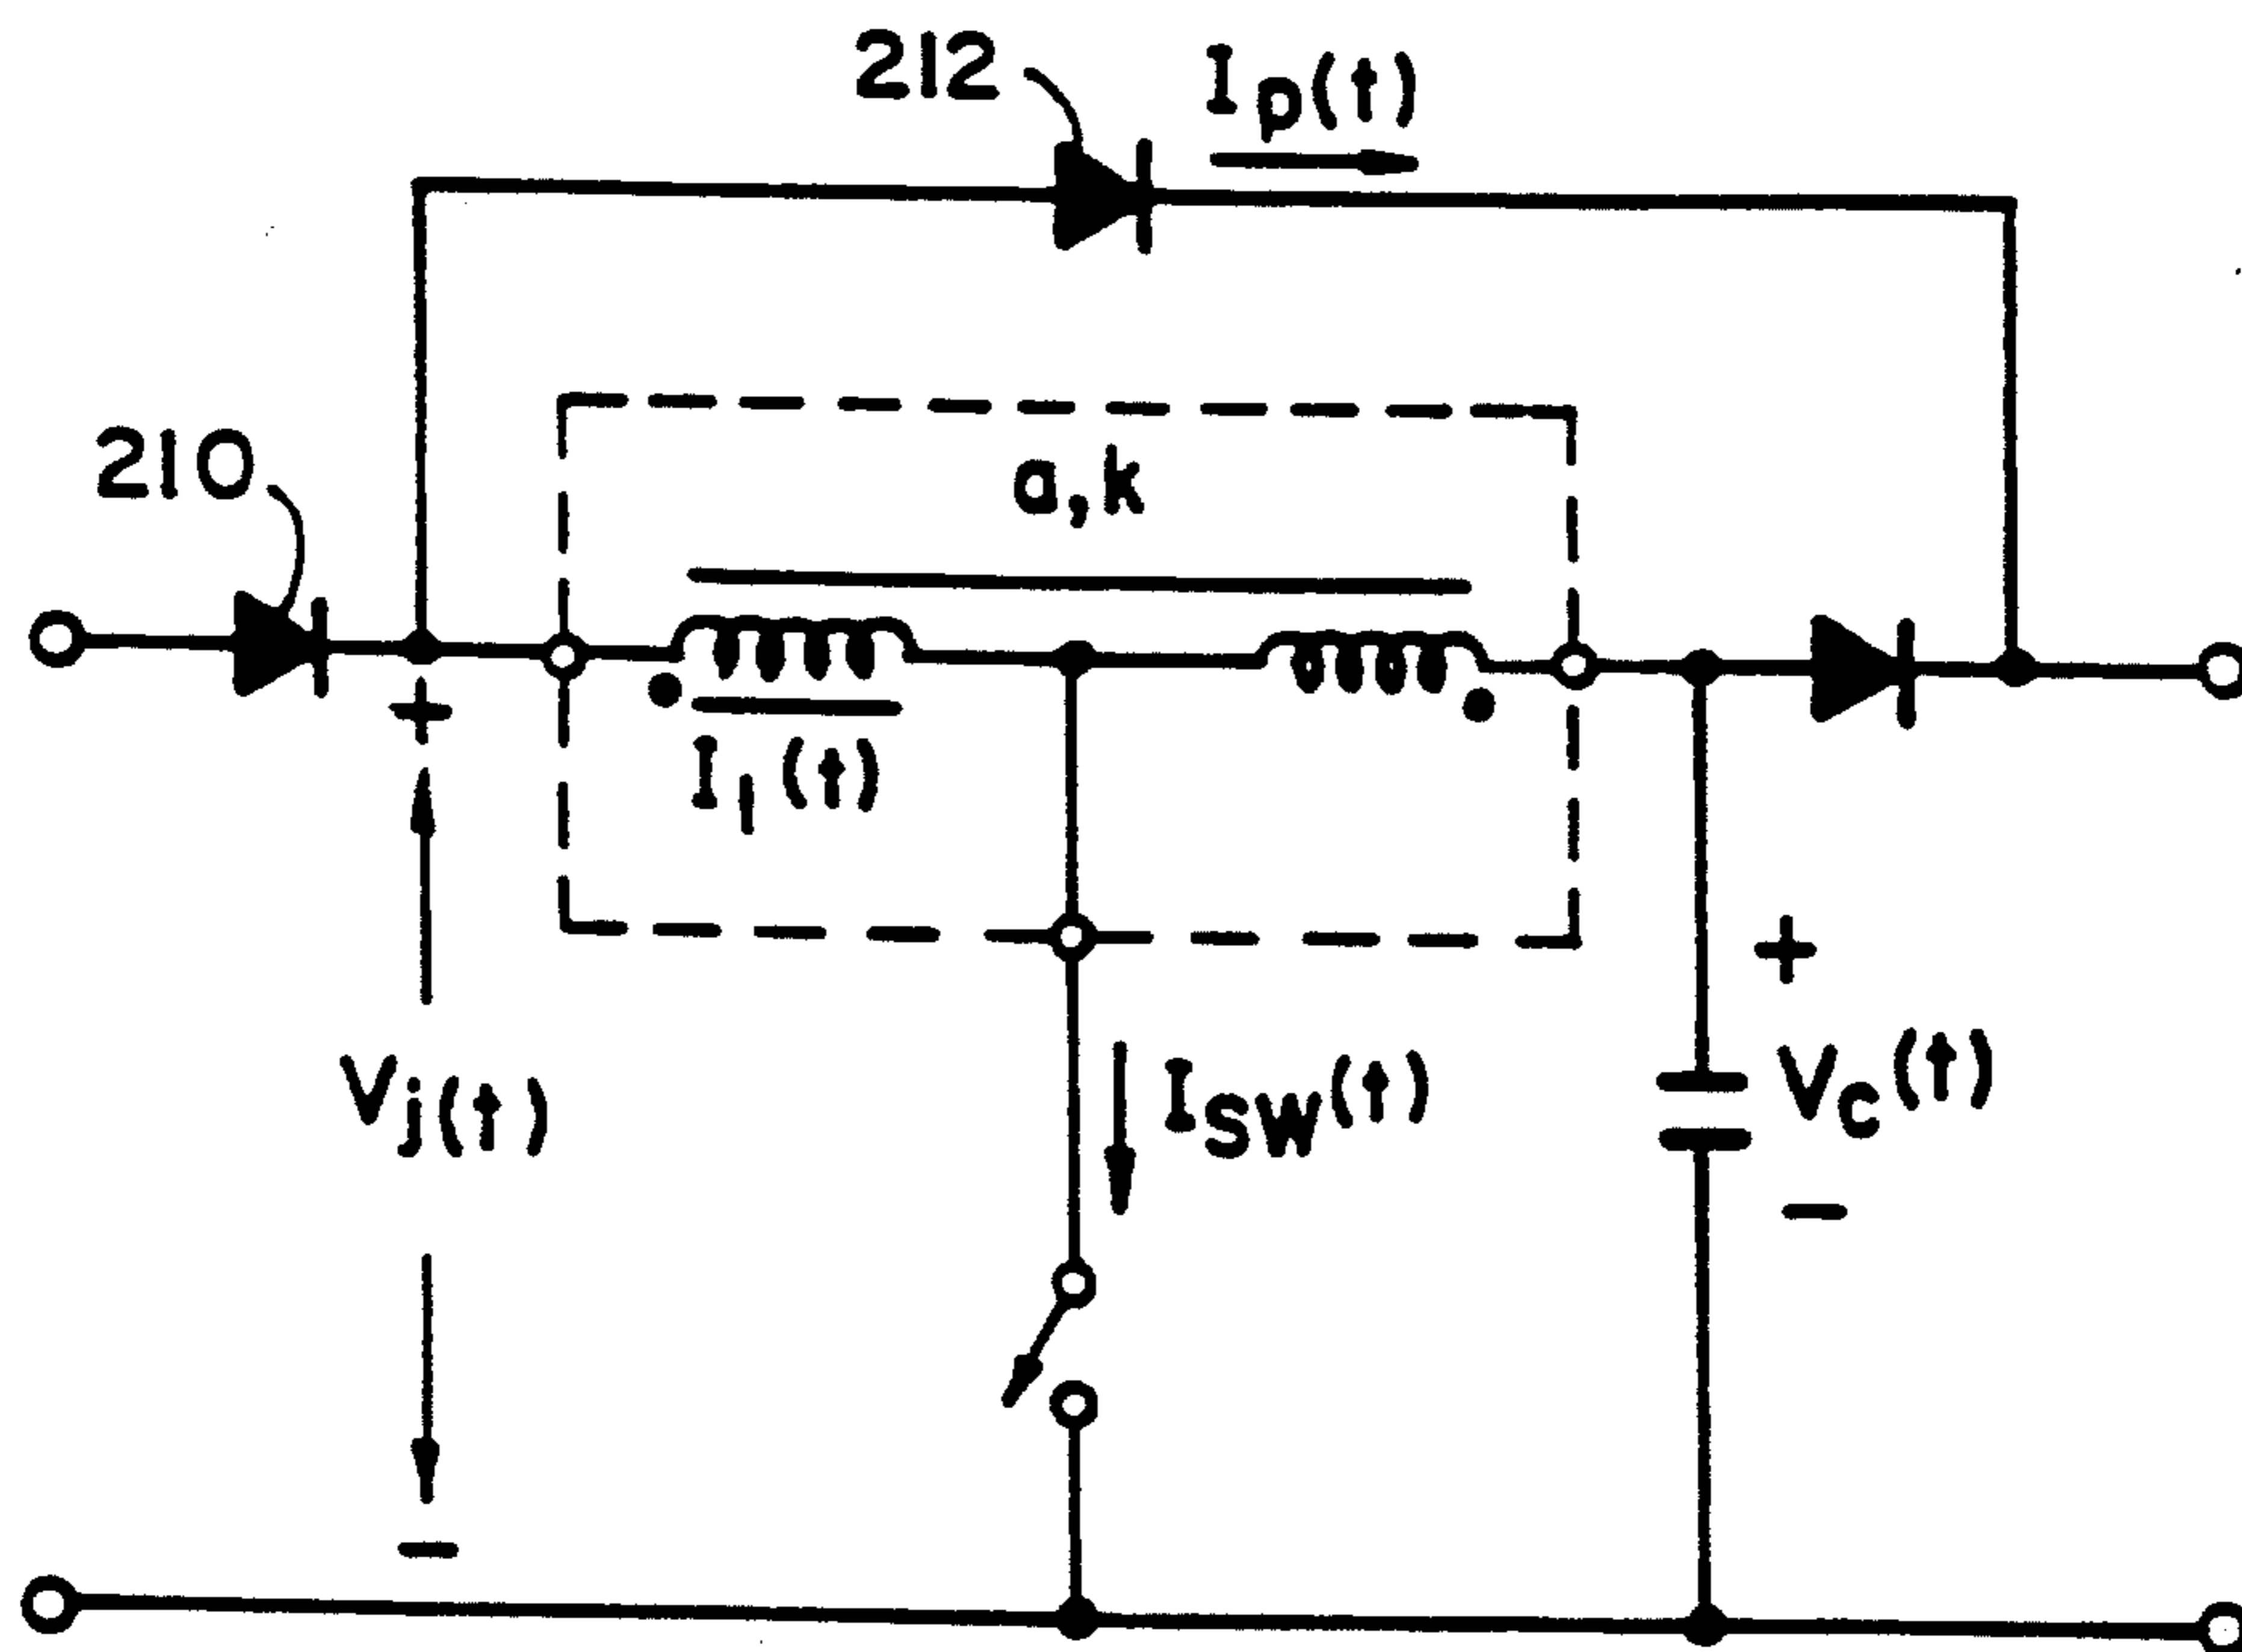 212
Ip(t)
210
a,k
+
I1(t)
+
Vj(t)
ISW(t)
Vc(t)
−
−